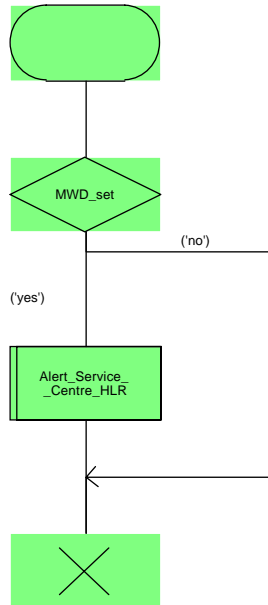 MWD_set
('no')
('yes')
Alert_Service_
_Centre_HLR